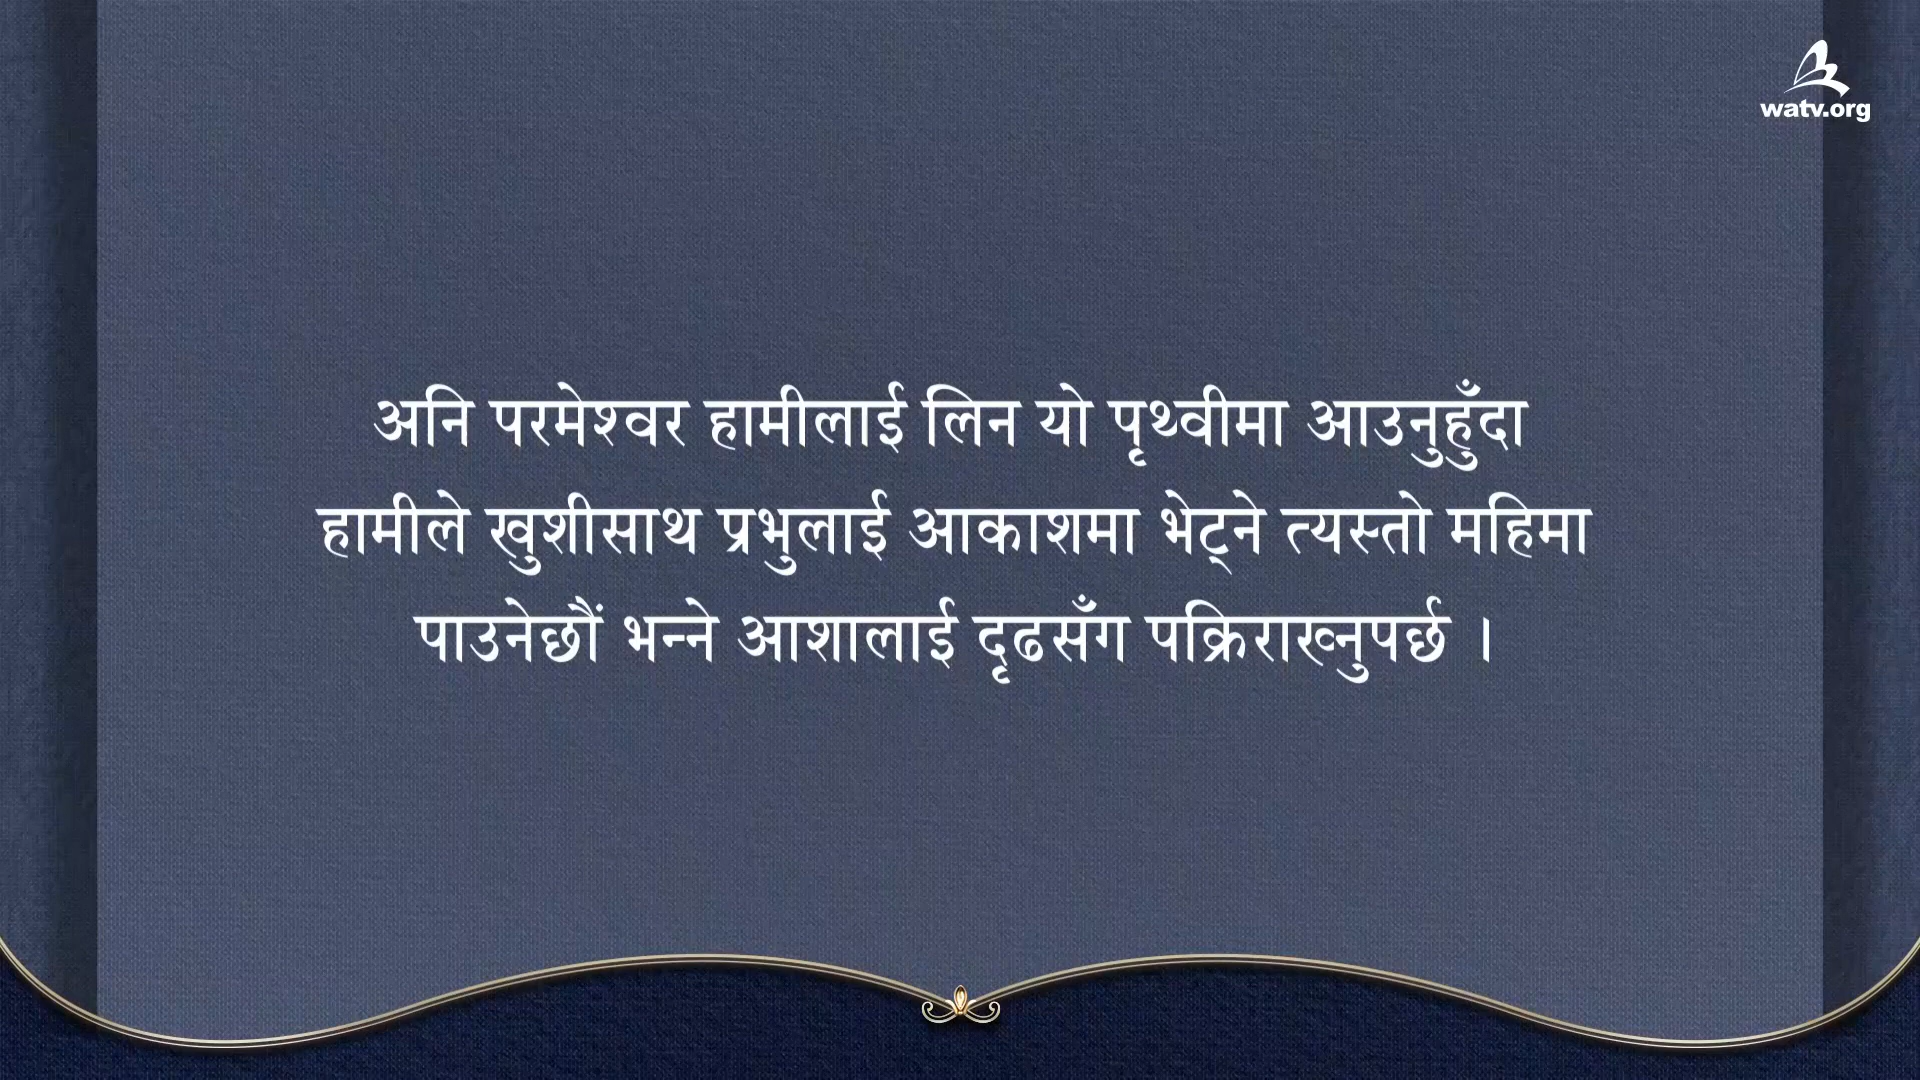 watv.org
अनि परमेश्वर हामीलाई लिन यो पृथ्वीमा आउनुहुँदा
हामीले खुशीसाथ प्रभुलाई आकाशमा भेट्ने त्यस्तो महिमा
पाउनेछौं भन्ने आशालाई दृढसँग पक्रिराख्नुपर्छ ।